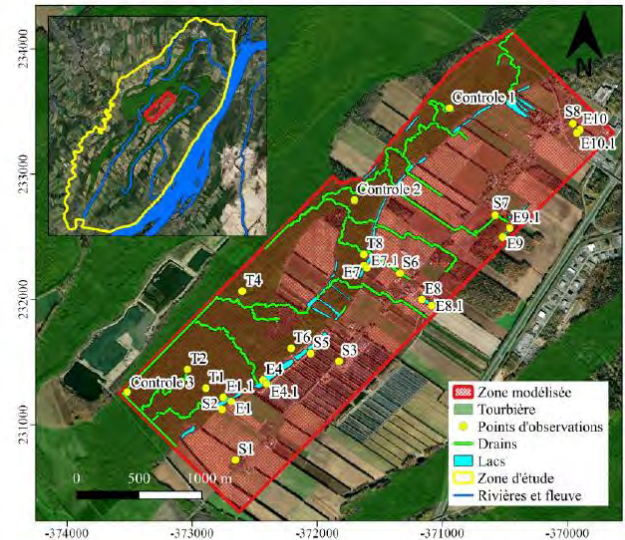 234000
233000
232000
231000
N
Controle 1
S8
E10
E10.1
Controle 2
S7
E9.1
E9
T8
E7
E7.1
S6
T4
E8
E8.1
T6
S5
S3
T2
E4
E4.1
Controle 3
T1
E1.1
S2
E1
S1
Zone modélisée
Tourbière
Points d'observations
Drains
Lacs
Zone d'étude
Rivières et fleuve
0 500 1000 m
-374000 -373000 -372000 -371000 -370000